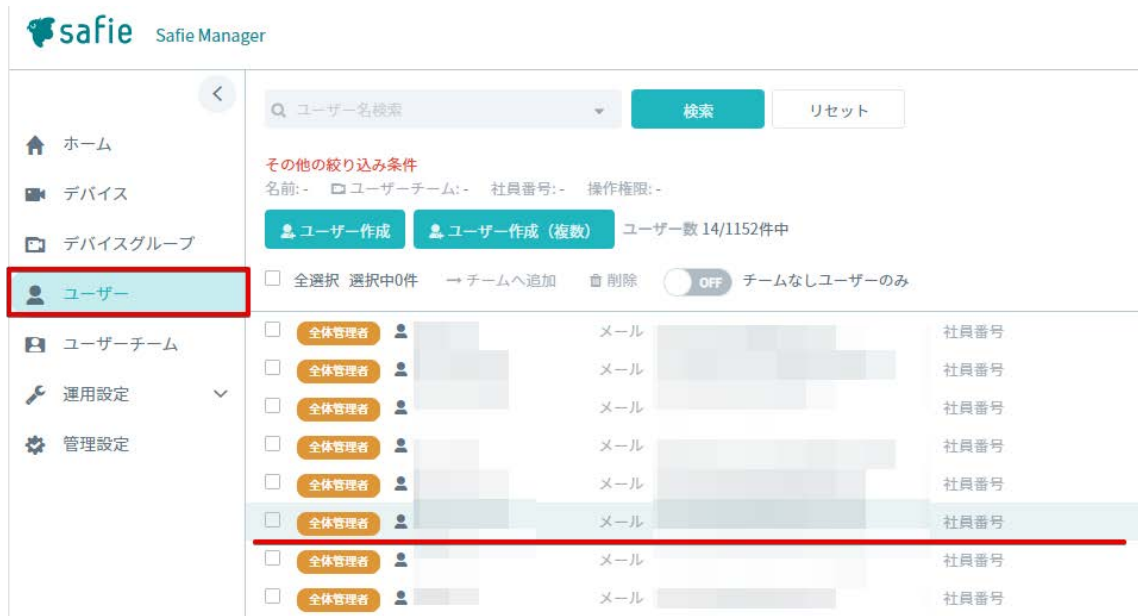 safie Safie Manager
ユーザー名検索 検索 リセット
ホーム
デバイス
デバイスグループ
ユーザー
ユーザーチーム
運用設定
管理設定
その他の絞り込み条件
名前: - ユーザーチーム: - 社員番号: - 操作権限: -
ユーザー作成 ユーザー作成（複数） ユーザー数 14/1152件中
全選択 選択中0件 →チームへ追加 削除 OFF チームなしユーザーのみ
全体管理者 メール 社員番号
全体管理者 メール 社員番号
全体管理者 メール 社員番号
全体管理者 メール 社員番号
全体管理者 メール 社員番号
全体管理者 メール 社員番号
全体管理者 メール 社員番号
全体管理者 メール 社員番号